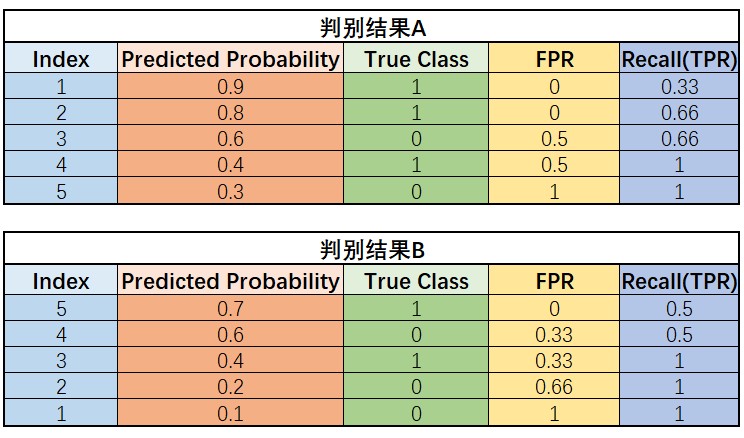 判别结果A
Index Predicted Probability True Class FPR Recall(TPR)
1 0.9 1 0 0.33
2 0.8 1 0 0.66
3 0.6 0 0.5 0.66
4 0.4 1 0.5 1
5 0.3 0 1 1
判别结果B
Index Predicted Probability True Class FPR Recall(TPR)
5 0.7 1 0 0.5
4 0.6 0 0.33 0.5
3 0.4 1 0.33 1
2 0.2 0 0.66 1
1 0.1 0 1 1